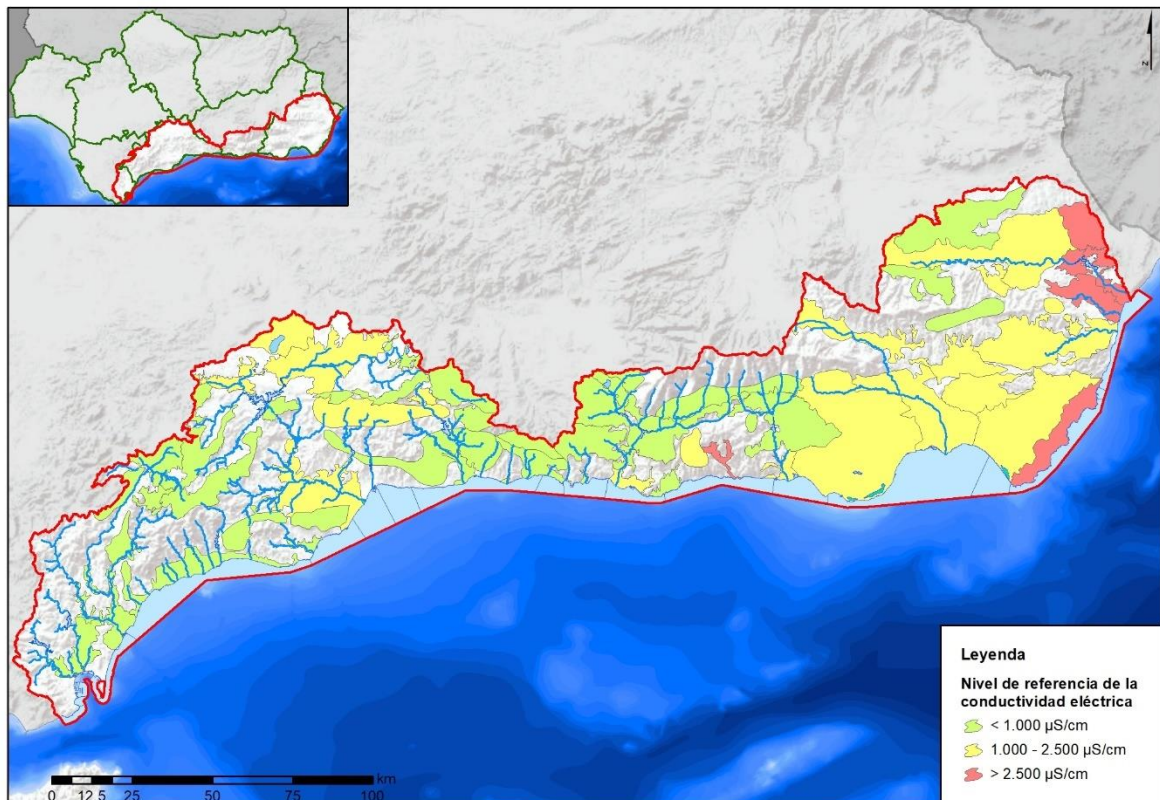 N
Leyenda
Nivel de referencia de la
conductividad eléctrica
< 1.000 µS/cm
1.000 - 2.500 µS/cm
> 2.500 µS/cm
km
0 12,5 25 50 75 100